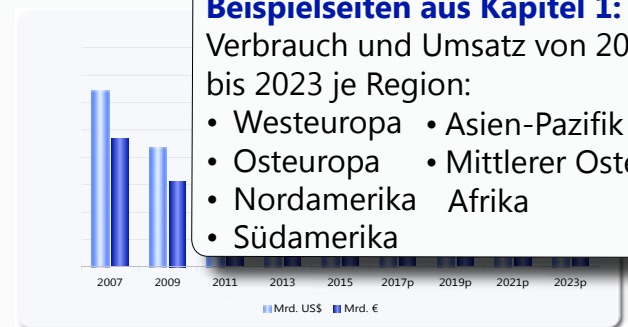 Beispielseiten aus Kapitel 1:
Verbrauch und Umsatz von 20
bis 2023 je Region:
• Westeuropa • Asien-Pazifik
• Osteuropa • Mittlerer Oste
• Nordamerika Afrika
• Südamerika
2007 2009 2011 2013 2015 2017p 2019p 2021p 2023p
Mrd. US$ Mrd. €